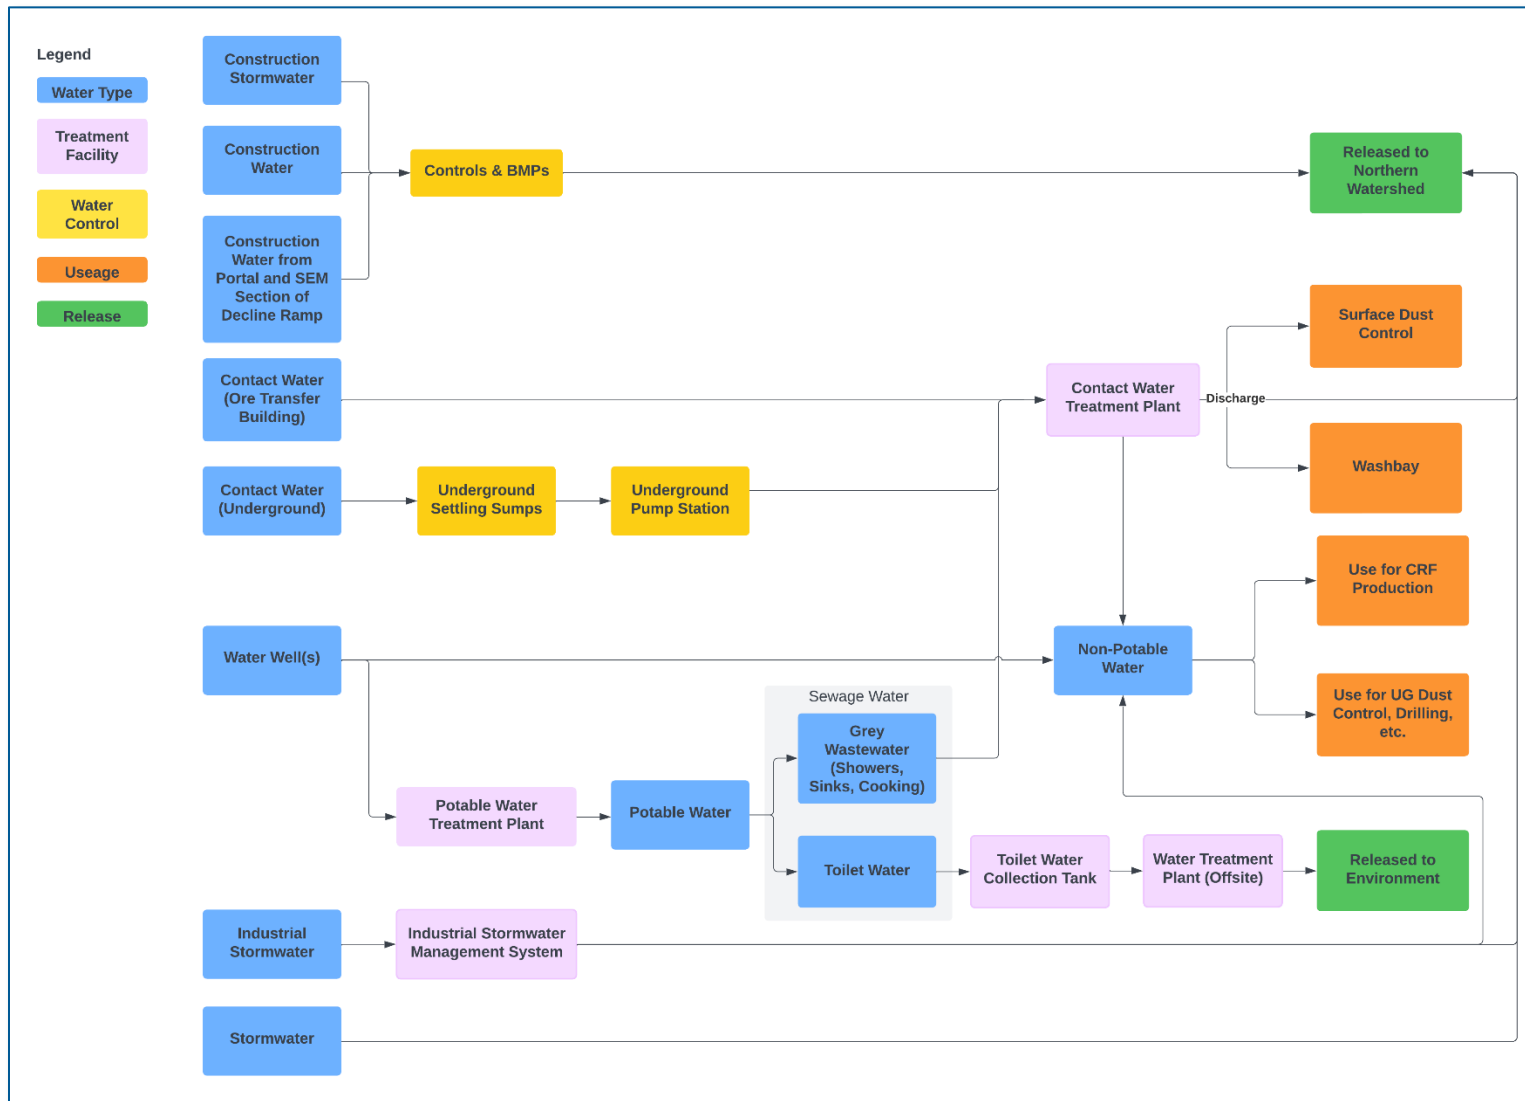 Legend
Water Type
Treatment
Facility
Water
Control
Useage
Release
Construction
Stormwater
Construction
Water
Construction
Water from
Portal and SEM
Section of
Decline Ramp
Controls & BMPs
Released to
Northern
Watershed
Contact Water
(Ore Transfer
Building)
Contact Water
Treatment Plant
Discharge
Surface Dust
Control
Washbay
Contact Water
(Underground)
Underground
Settling Sumps
Underground
Pump Station
Use for CRF
Production
Water Well(s)
Non-Potable
Water
Use for UG Dust
Control, Drilling,
etc.
Sewage Water
Grey
Wastewater
(Showers,
Sinks, Cooking)
Potable Water
Treatment Plant
Potable Water
Toilet Water
Toilet Water
Collection Tank
Water Treatment
Plant (Offsite)
Released to
Environment
Industrial
Stormwater
Industrial Stormwater
Management System
Stormwater